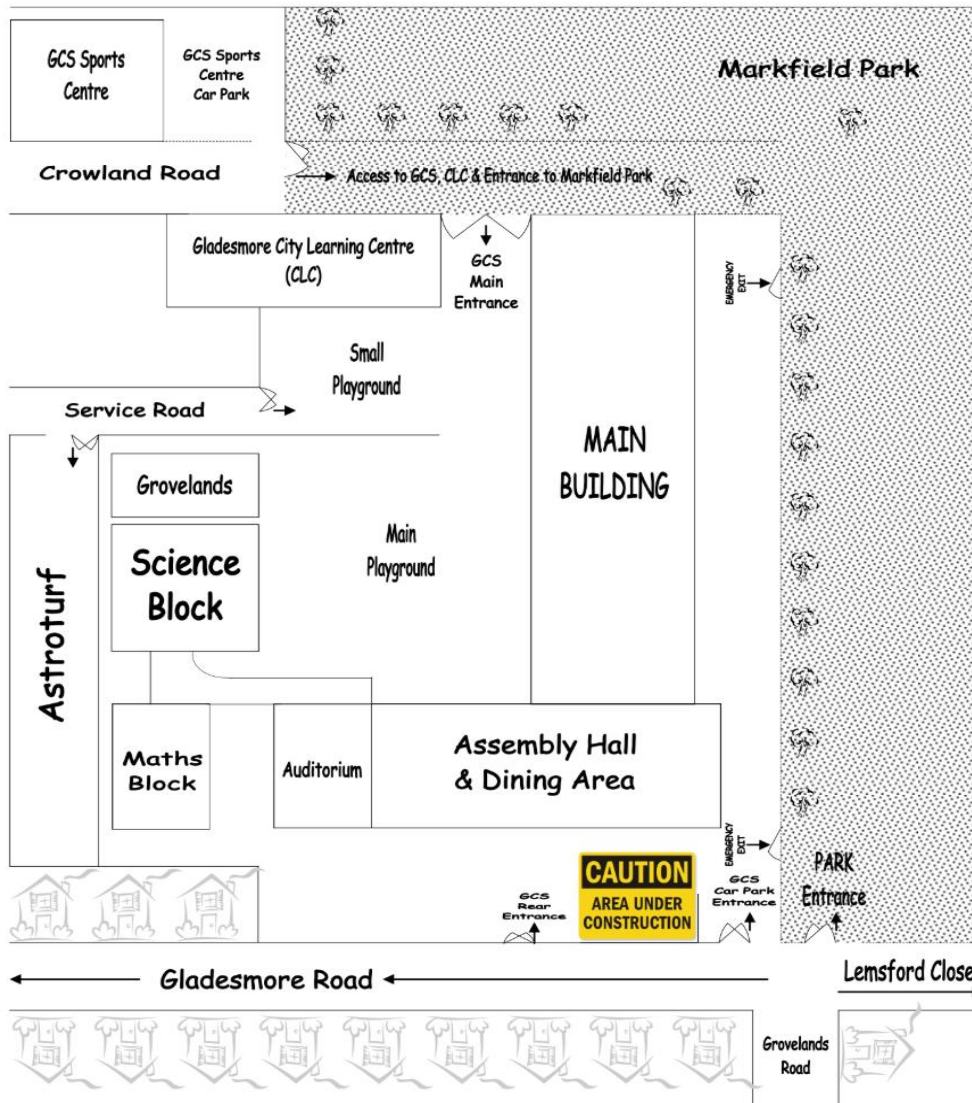 GCS Sports
Centre
GCS Sports
Centre
Car Park
Markfield Park
Crowland Road
Access to GCS, CLC & Entrance to Markfield Park
Gladesmore City Learning Centre
(CLC)
GCS
Main
Entrance
EMERGENCY
EXIT
Small
Playground
Service Road
MAIN
BUILDING
Grovelands
Science
Block
Main
Playground
Astroturf
Maths
Block
Auditorium
Assembly Hall
& Dining Area
EMERGENCY
EXIT
CAUTION
AREA UNDER
CONSTRUCTION
GCS
Rear
Entrance
GCS
Car Park
Entrance
PARK
Entrance
Gladesmore Road
Lemsford Close
Grovelands
Road